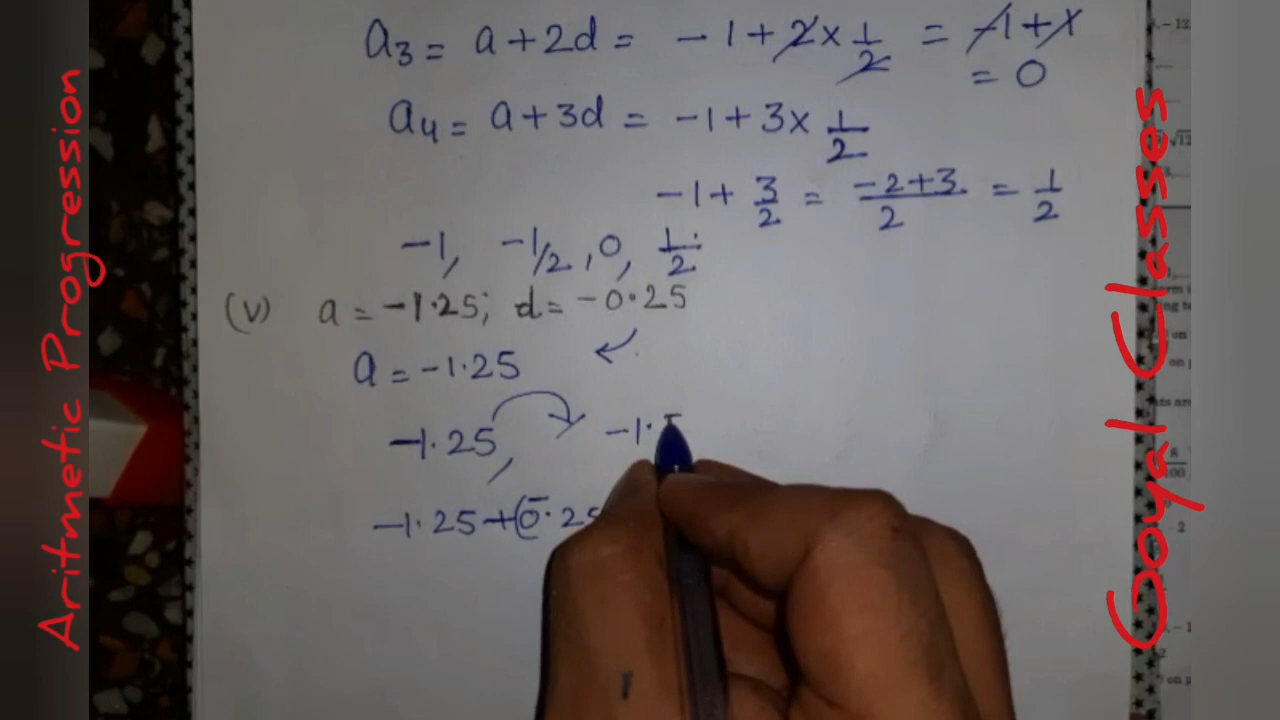 Aritmetic Progression
a₃ = a+2d = -1+2×1/2 = -1+1
= 0
a₄ = a+3d = -1+3×1/2
-1+3/2 = -2+3/2 = 1/2
-1, -1/2, 0, 1/2
(v) a = -1.25; d = -0.25
a = -1.25
-1.25, -1.5
-1.25+(-0.25
Goyal Classes